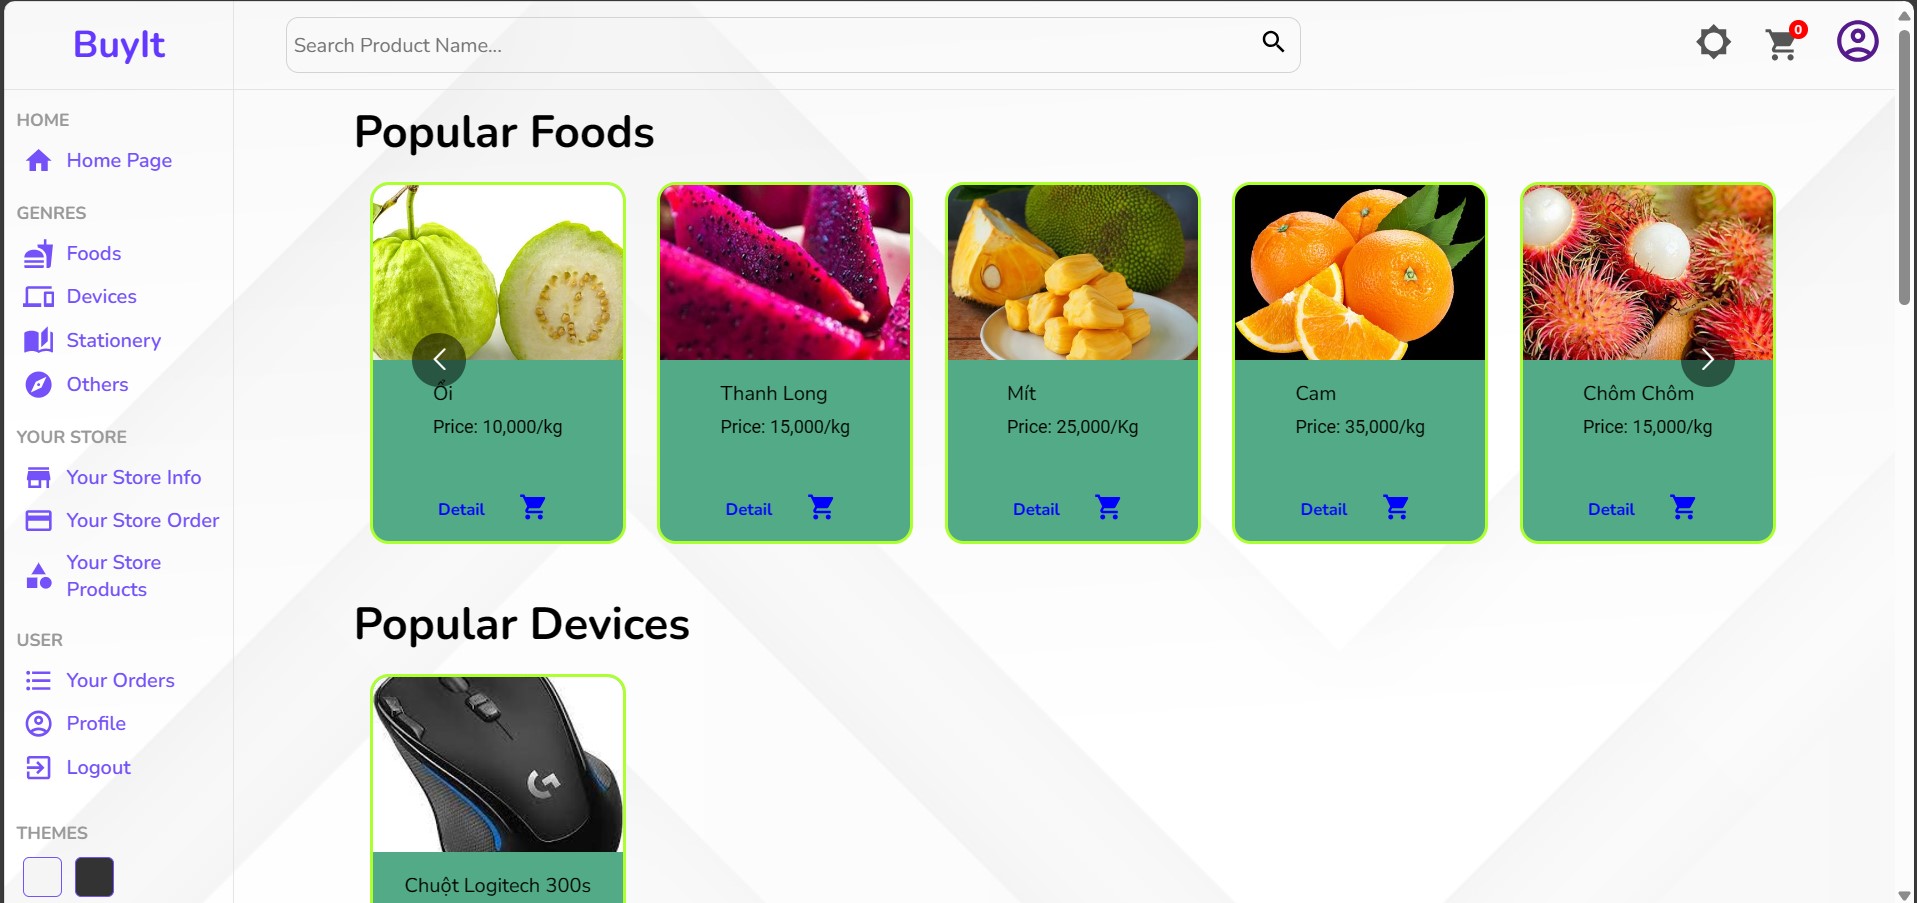 BuyIt
Search Product Name...
0
HOME
Home Page
GENRES
Foods
Devices
Stationery
Others
YOUR STORE
Your Store Info
Your Store Order
Your Store
Products
USER
Your Orders
Profile
Logout
THEMES
Popular Foods
Ổi
Price: 10,000/kg
Detail
Thanh Long
Price: 15,000/kg
Detail
Mít
Price: 25,000/Kg
Detail
Cam
Price: 35,000/kg
Detail
Chôm Chôm
Price: 15,000/kg
Detail
Popular Devices
G
Chuột Logitech 300s